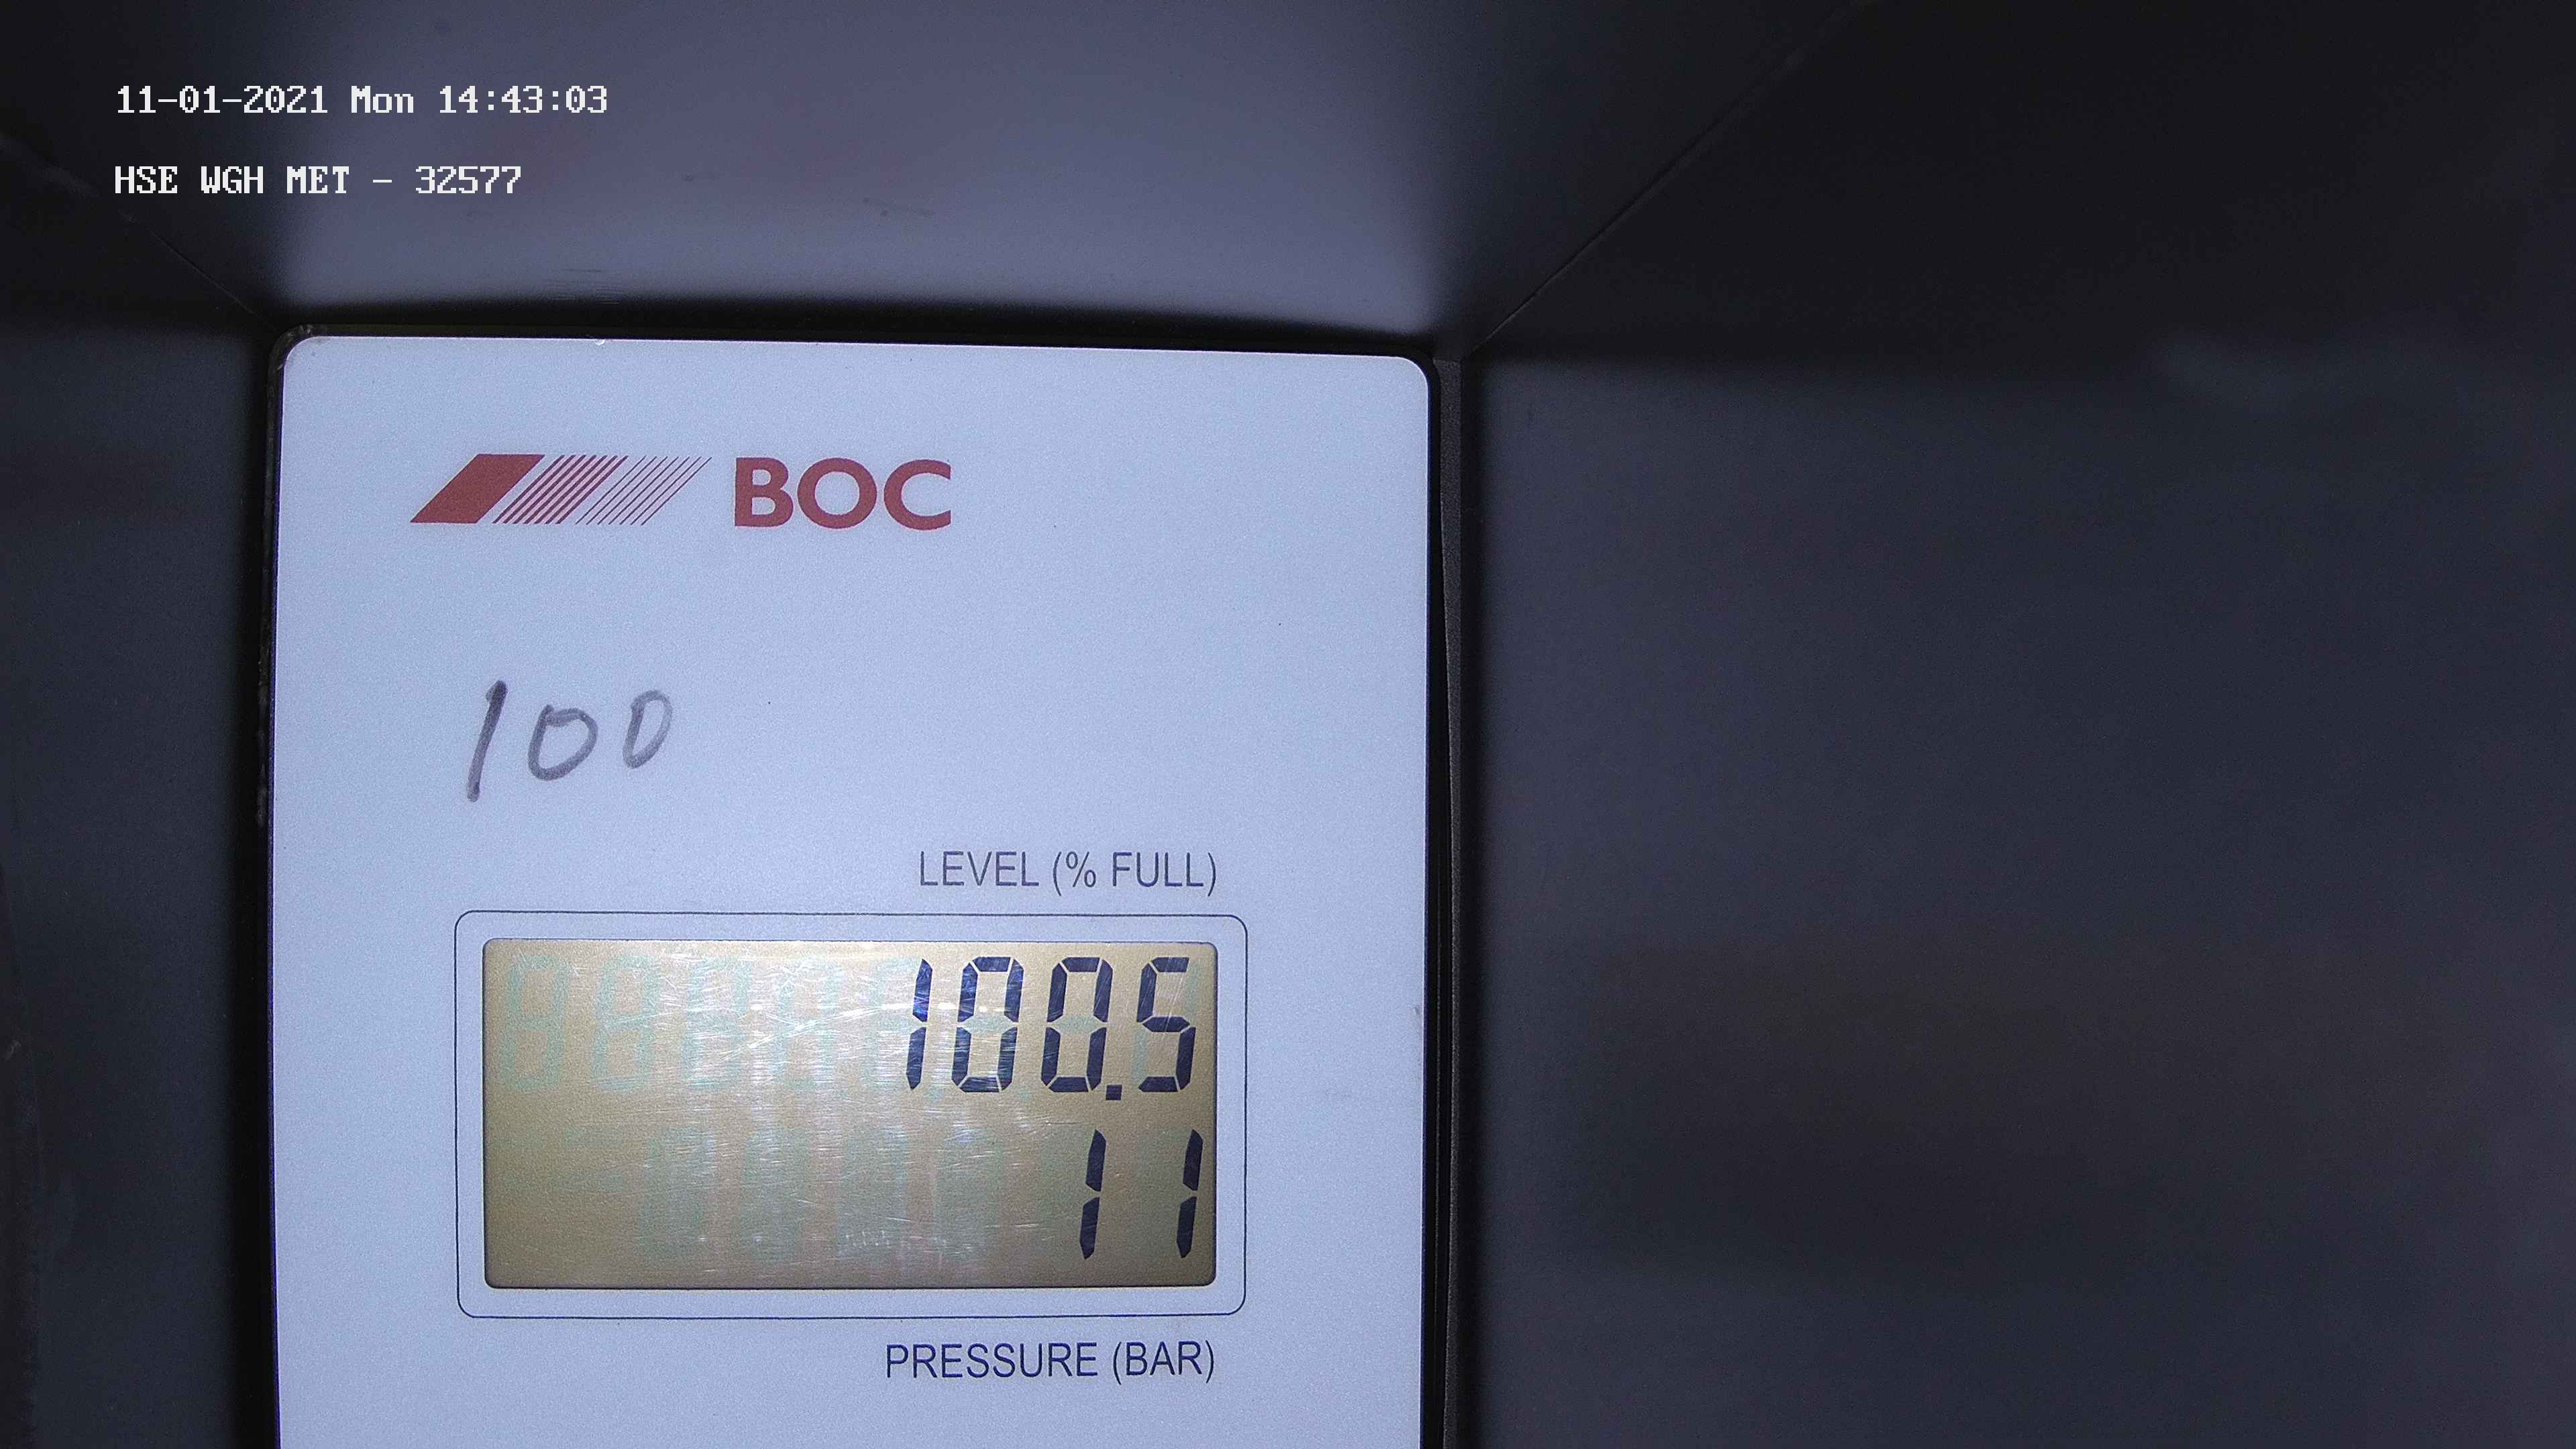 11-01-2021 Mon 14:43:03
HSE WGH MET - 32577
BOC
100
LEVEL (% FULL)
100.5
11
PRESSURE (BAR)